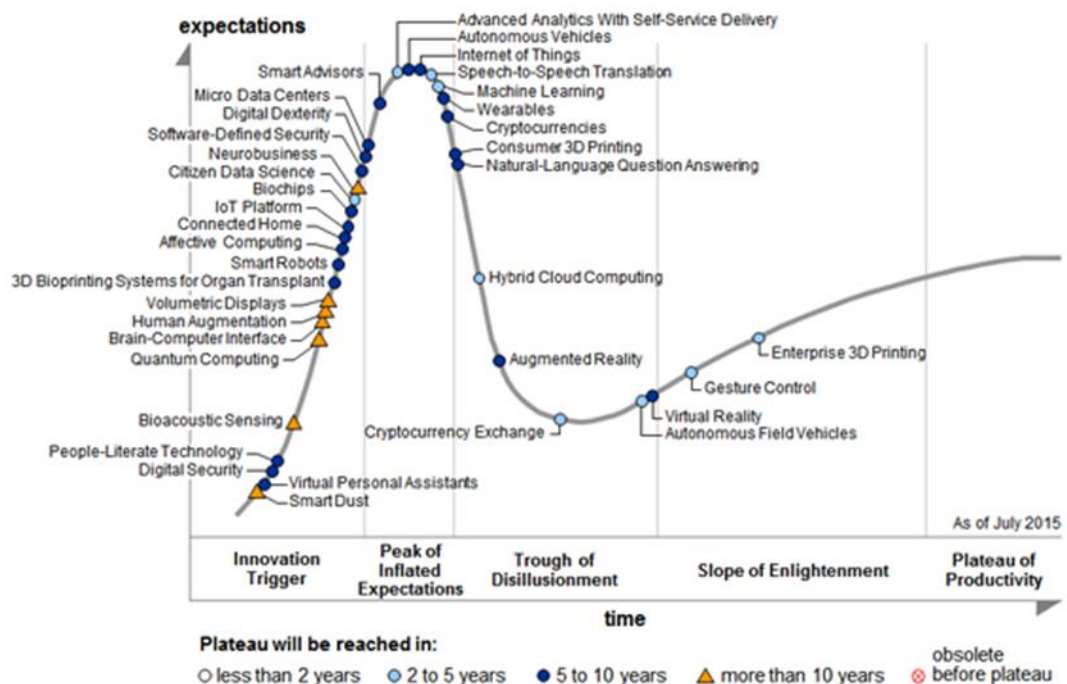 expectations
Advanced Analytics With Self-Service Delivery
Autonomous Vehicles
Internet of Things
Speech-to-Speech Translation
Machine Learning
Wearables
Cryptocurrencies
Consumer 3D Printing
Natural-Language Question Answering
Smart Advisors
Micro Data Centers
Digital Dexterity
Software-Defined Security
Neurobusiness
Citizen Data Science
Biochips
IoT Platform
Connected Home
Affective Computing
Smart Robots
3D Bioprinting Systems for Organ Transplant
Volumetric Displays
Human Augmentation
Brain-Computer Interface
Quantum Computing
Bioacoustic Sensing
People-Literate Technology
Digital Security
Virtual Personal Assistants
Smart Dust
Hybrid Cloud Computing
Augmented Reality
Cryptocurrency Exchange
Enterprise 3D Printing
Gesture Control
Virtual Reality
Autonomous Field Vehicles
As of July 2015
Innovation
Trigger
Peak of
Inflated
Expectations
Trough of
Disillusionment
Slope of Enlightenment
Plateau of
Productivity
time
Plateau will be reached in:
less than 2 years
2 to 5 years
5 to 10 years
more than 10 years
obsolete
before plateau